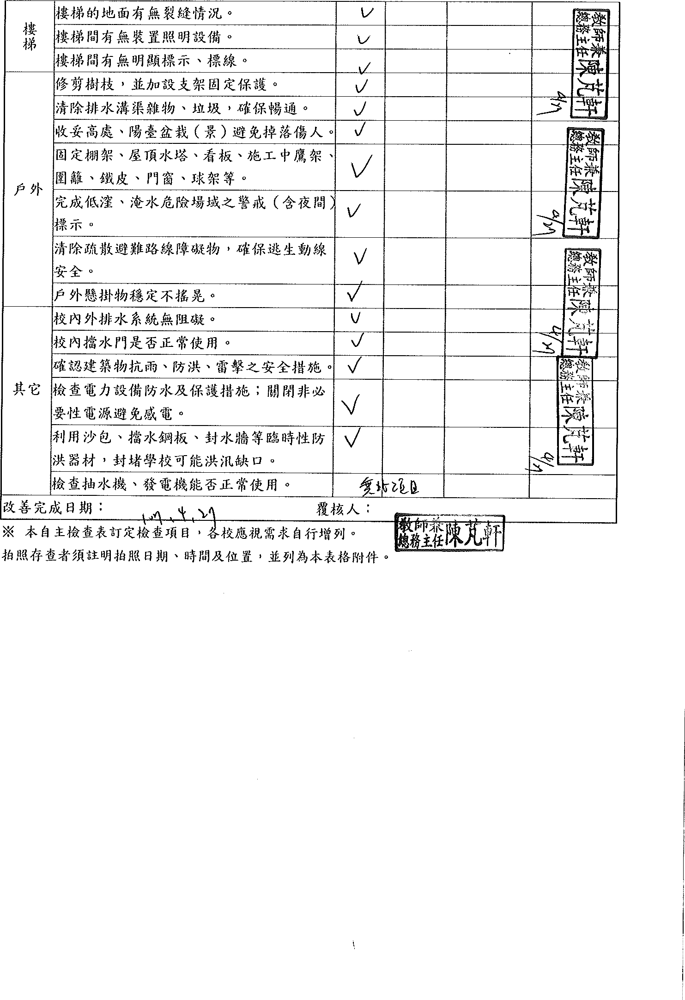 樓梯
樓梯的地面有無裂縫情況。 ✓
樓梯間有無裝置照明設備。 ✓
樓梯間有無明顯標示、標線。 ✓
戶外
修剪樹枝，並加設支架固定保護。 ✓
清除排水溝渠雜物、垃圾，確保暢通。 ✓
收妥高處、陽臺盆栽（景）避免掉落傷人。 ✓
固定棚架、屋頂水塔、看板、施工中鷹架、
圍籬、鐵皮、門窗、球架等。 ✓
完成低窪、淹水危險場域之警戒（含夜間）
標示。 ✓
清除疏散避難路線障礙物，確保逃生動線
安全。 ✓
戶外懸掛物穩定不搖晃。 ✓
其它
校內外排水系統無阻礙。 ✓
校內擋水門是否正常使用。 ✓
確認建築物抗雨、防洪、雷擊之安全措施。 ✓
檢查電力設備防水及保護措施；關閉非必
要性電源避免感電。 ✓
利用沙包、擋水鋼板、封水牆等臨時性防
洪器材，封堵學校可能洪汛缺口。 ✓
檢查抽水機、發電機能否正常使用。 無此項目
教師兼
總務主任 陳芃軒
4/27
教師兼
總務主任 陳芃軒
4/27
教師兼
總務主任 陳芃軒
4/27
教師兼
總務主任 陳芃軒
4/27
改善完成日期： 107.4.27 覆核人：
教師兼
總務主任 陳芃軒
※ 本自主檢查表訂定檢查項目，各校應視需求自行增列。
拍照存查者須註明拍照日期、時間及位置，並列為本表格附件。